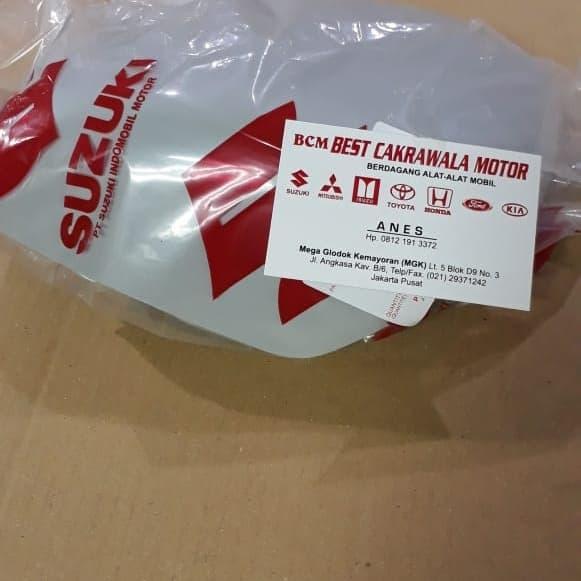 SUZUKI
PT. SUZUKI INDOMOBIL MOTOR
BCM BEST CAKRAWALA MOTOR
BERDAGANG ALAT-ALAT MOBIL
SUZUKI MITSUBISHI ISUZU TOYOTA HONDA Ford KIA
ANES
Hp. 0812 191 3372
Mega Glodok Kemayoran (MGK) Lt. 5 Blok D9 No. 3
Jl. Angkasa Kav. B/6, Telp/Fax. (021) 29371242
Jakarta Pusat